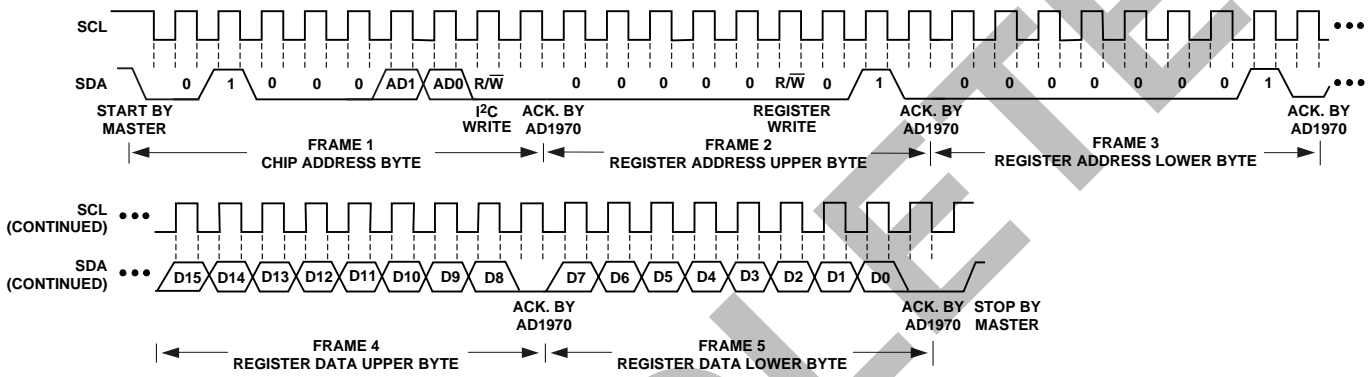 SCL
SDA 0 1 0 0 0 AD1 AD0 R/W̅ 0 0 0 0 0 R/W̅ 0 1 0 0 0 0 0 0 0 1
START BY MASTER
I²C WRITE
ACK. BY AD1970
REGISTER WRITE
ACK. BY AD1970
ACK. BY AD1970
FRAME 1
CHIP ADDRESS BYTE
FRAME 2
REGISTER ADDRESS UPPER BYTE
FRAME 3
REGISTER ADDRESS LOWER BYTE
SCL
(CONTINUED)
SDA
(CONTINUED)
D15 D14 D13 D12 D11 D10 D9 D8 D7 D6 D5 D4 D3 D2 D1 D0
ACK. BY AD1970
ACK. BY AD1970
STOP BY MASTER
FRAME 4
REGISTER DATA UPPER BYTE
FRAME 5
REGISTER DATA LOWER BYTE